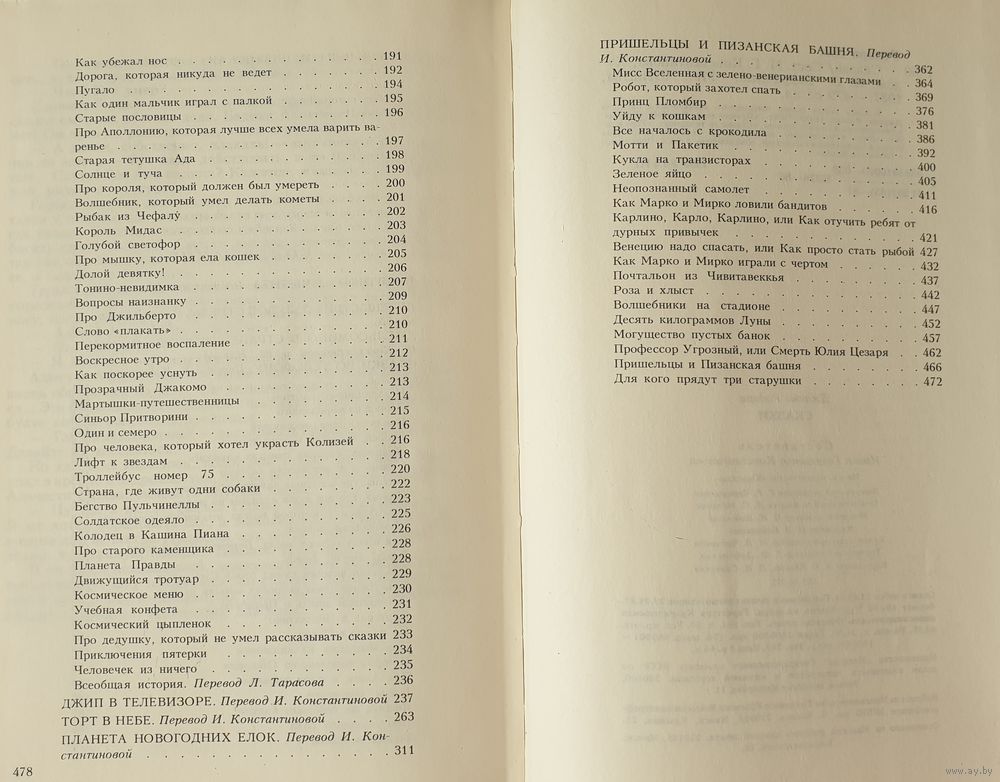 Как убежал нос . . . . . . . . . . . . 191
Дорога, которая никуда не ведет . . . . . . 192
Пугало . . . . . . . . . . . . . . 194
Как один мальчик играл с палкой . . . . . . 195
Старые пословицы . . . . . . . . . . . 196
Про Аполлонию, которая лучше всех умела варить ва-
ренье . . . . . . . . . . . . . . 197
Старая тетушка Ада . . . . . . . . . . 198
Солнце и туча . . . . . . . . . . . . 199
Про короля, который должен был умереть . . . . 200
Волшебник, который умел делать кометы . . . . 201
Рыбак из Чефалу . . . . . . . . . . . 202
Король Мидас . . . . . . . . . . . . 203
Голубой светофор . . . . . . . . . . . 204
Про мышку, которая ела кошек . . . . . . 205
Долой девятку! . . . . . . . . . . . . 206
Тонино-невидимка . . . . . . . . . . . 207
Вопросы наизнанку . . . . . . . . . . 209
Про Джильберто . . . . . . . . . . . 210
Слово «плакать» . . . . . . . . . . . 210
Перекормитное воспаление . . . . . . . . 211
Воскресное утро . . . . . . . . . . . 212
Как поскорее уснуть . . . . . . . . . . 213
Прозрачный Джакомо . . . . . . . . . . 213
Мартышки-путешественницы . . . . . . . . 214
Синьор Притворини . . . . . . . . . . 215
Один и семеро . . . . . . . . . . . . 216
Про человека, который хотел украсть Колизей . . 216
Лифт к звездам . . . . . . . . . . . . 218
Троллейбус номер 75 . . . . . . . . . . 220
Страна, где живут одни собаки . . . . . . . 222
Бегство Пульчинеллы . . . . . . . . . . 223
Солдатское одеяло . . . . . . . . . . . 225
Колодец в Кашина Пиана . . . . . . . . . 226
Про старого каменщика . . . . . . . . . 228
Планета Правды . . . . . . . . . . . 228
Движущийся тротуар . . . . . . . . . . 229
Космическое меню . . . . . . . . . . . 230
Учебная конфета . . . . . . . . . . . 231
Космический цыпленок . . . . . . . . . 232
Про дедушку, который не умел рассказывать сказки 233
Приключения пятерки . . . . . . . . . . 234
Человечек из ничего . . . . . . . . . . 235
Всеобщая история. Перевод Л. Тарасова . . . . 236
ДЖИП В ТЕЛЕВИЗОРЕ. Перевод И. Константиновой 237
ТОРТ В НЕБЕ. Перевод И. Константиновой . . . . 263
ПЛАНЕТА НОВОГОДНИХ ЕЛОК. Перевод И. Кон-
стантиновой . . . . . . . . . . . . . 311
478
ПРИШЕЛЬЦЫ И ПИЗАНСКАЯ БАШНЯ. Перевод
И. Константиновой . . . . . . . . . . . 362
Мисс Вселенная с зелено-венерианскими глазами . . 364
Робот, который захотел спать . . . . . . . 369
Принц Пломбир . . . . . . . . . . . . 376
Уйду к кошкам . . . . . . . . . . . . 381
Все началось с крокодила . . . . . . . . 386
Мотти и Пакетик . . . . . . . . . . . 392
Кукла на транзисторах . . . . . . . . . 400
Зеленое яйцо . . . . . . . . . . . . 405
Неопознанный самолет . . . . . . . . . 411
Как Марко и Мирко ловили бандитов . . . . . 416
Карлино, Карло, Карлино, или Как отучить ребят от
дурных привычек . . . . . . . . . . . 421
Венецию надо спасать, или Как просто стать рыбой 427
Как Марко и Мирко играли с чертом . . . . . 432
Почтальон из Чивитавеккья . . . . . . . . 437
Роза и хлыст . . . . . . . . . . . . 442
Волшебники на стадионе . . . . . . . . . 447
Десять килограммов Луны . . . . . . . . 452
Могущество пустых банок . . . . . . . . 457
Профессор Угрозный, или Смерть Юлия Цезаря . . 462
Пришельцы и Пизанская башня . . . . . . . 466
Для кого прядут три старушки . . . . . . . 472
www.ay.by